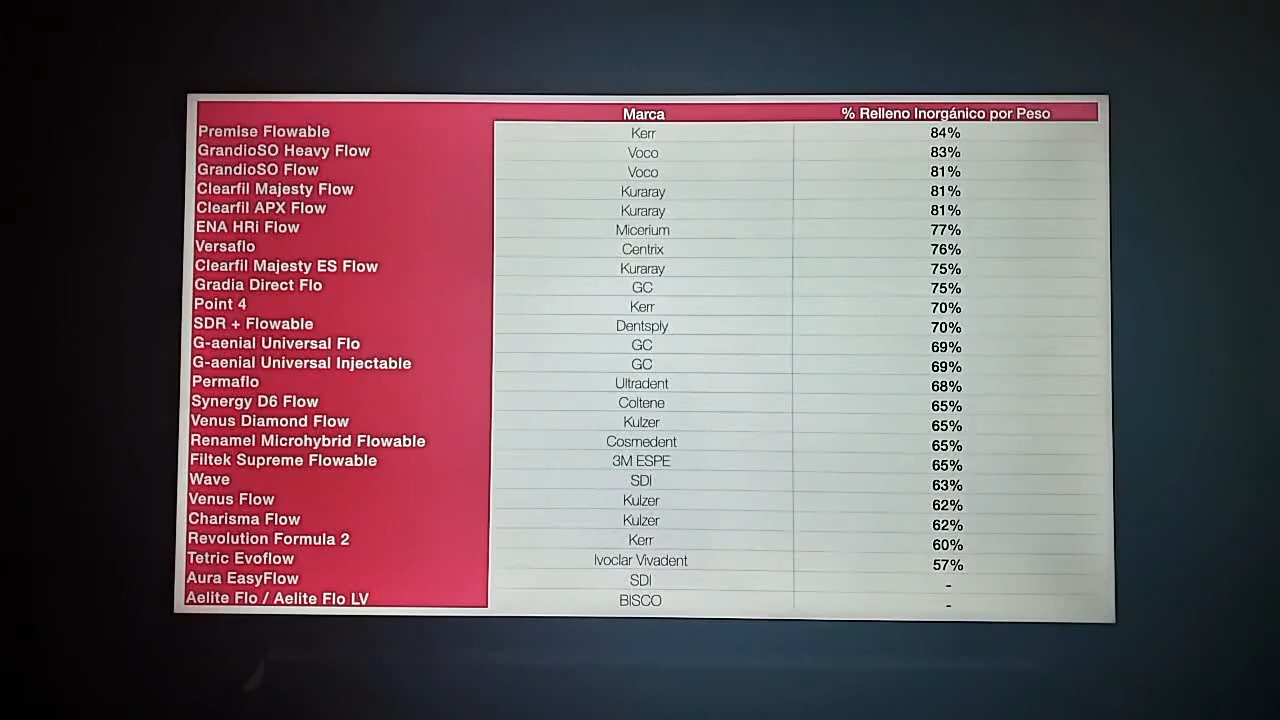 Marca % Relleno Inorgánico por Peso
Premise Flowable Kerr 84%
GrandioSO Heavy Flow Voco 83%
GrandioSO Flow Voco 81%
Clearfil Majesty Flow Kuraray 81%
Clearfil APX Flow Kuraray 81%
ENA HRi Flow Micerium 77%
Versaflo Centrix 76%
Clearfil Majesty ES Flow Kuraray 75%
Gradia Direct Flo GC 75%
Point 4 Kerr 70%
SDR + Flowable Dentsply 70%
G-aenial Universal Flo GC 69%
G-aenial Universal Injectable GC 69%
Permaflo Ultradent 68%
Synergy D6 Flow Coltene 65%
Venus Diamond Flow Kulzer 65%
Renamel Microhybrid Flowable Cosmedent 65%
Filtek Supreme Flowable 3M ESPE 65%
Wave SDI 63%
Venus Flow Kulzer 62%
Charisma Flow Kulzer 62%
Revolution Formula 2 Kerr 60%
Tetric Evoflow Ivoclar Vivadent 57%
Aura EasyFlow SDI -
Aelite Flo / Aelite Flo LV BISCO -